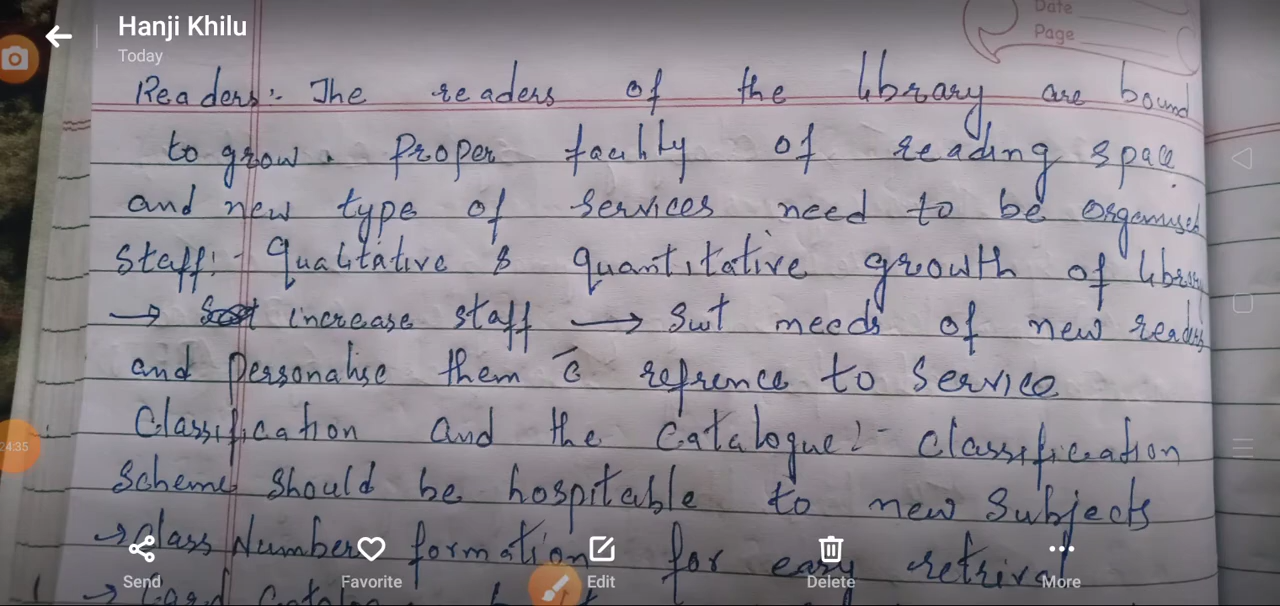 Hanji Khilu
Today
Date
Page
Readers:- The readers of the library are bound
to grow. Proper facility of reading space
and new type of services need to be organised
Staff:- Qualitative & quantitative growth of library
→ increase staff → Suit needs of new readers
and personalise them c̄ refrence to service
Classification and the Catalogue:- Classification
Scheme should be hospitable to new Subjects
→ Class Number formation for easy retrival
24:35
→ Card
Send Favorite Edit Delete More